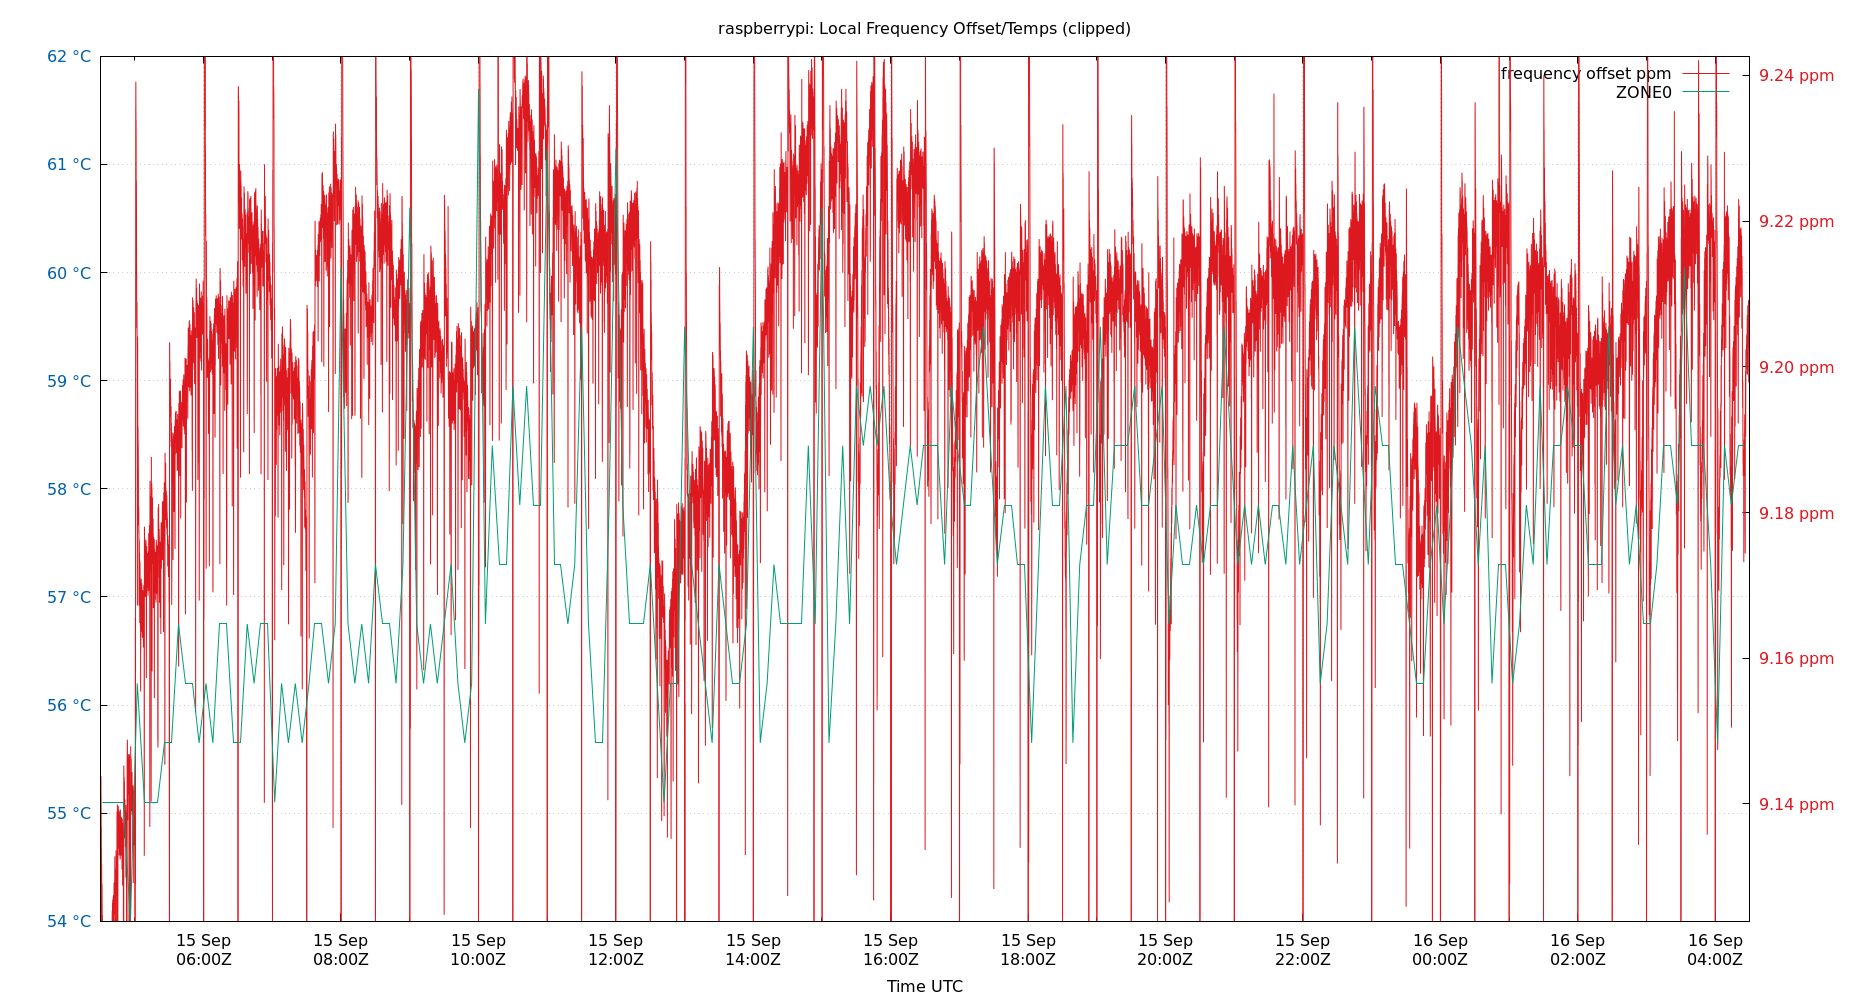 raspberrypi: Local Frequency Offset/Temps (clipped)
frequency offset ppm
ZONE0
62 °C
61 °C
60 °C
59 °C
58 °C
57 °C
56 °C
55 °C
54 °C
9.24 ppm
9.22 ppm
9.20 ppm
9.18 ppm
9.16 ppm
9.14 ppm
15 Sep 15 Sep 15 Sep 15 Sep 15 Sep 15 Sep 15 Sep 15 Sep 15 Sep 16 Sep 16 Sep 16 Sep
06:00Z 08:00Z 10:00Z 12:00Z 14:00Z 16:00Z 18:00Z 20:00Z 22:00Z 00:00Z 02:00Z 04:00Z
Time UTC